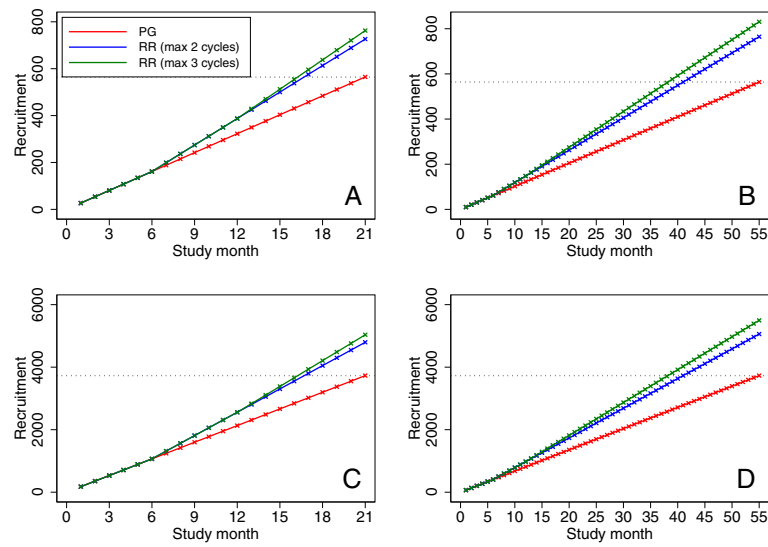 PG
RR (max 2 cycles)
RR (max 3 cycles)
Recruitment
0 200 400 600 800
0 3 6 9 12 15 18 21
Study month
A
Recruitment
0 200 400 600 800
0 5 10 15 20 25 30 35 40 45 50 55
Study month
B
Recruitment
0 2000 4000 6000
0 3 6 9 12 15 18 21
Study month
C
Recruitment
0 2000 4000 6000
0 5 10 15 20 25 30 35 40 45 50 55
Study month
D